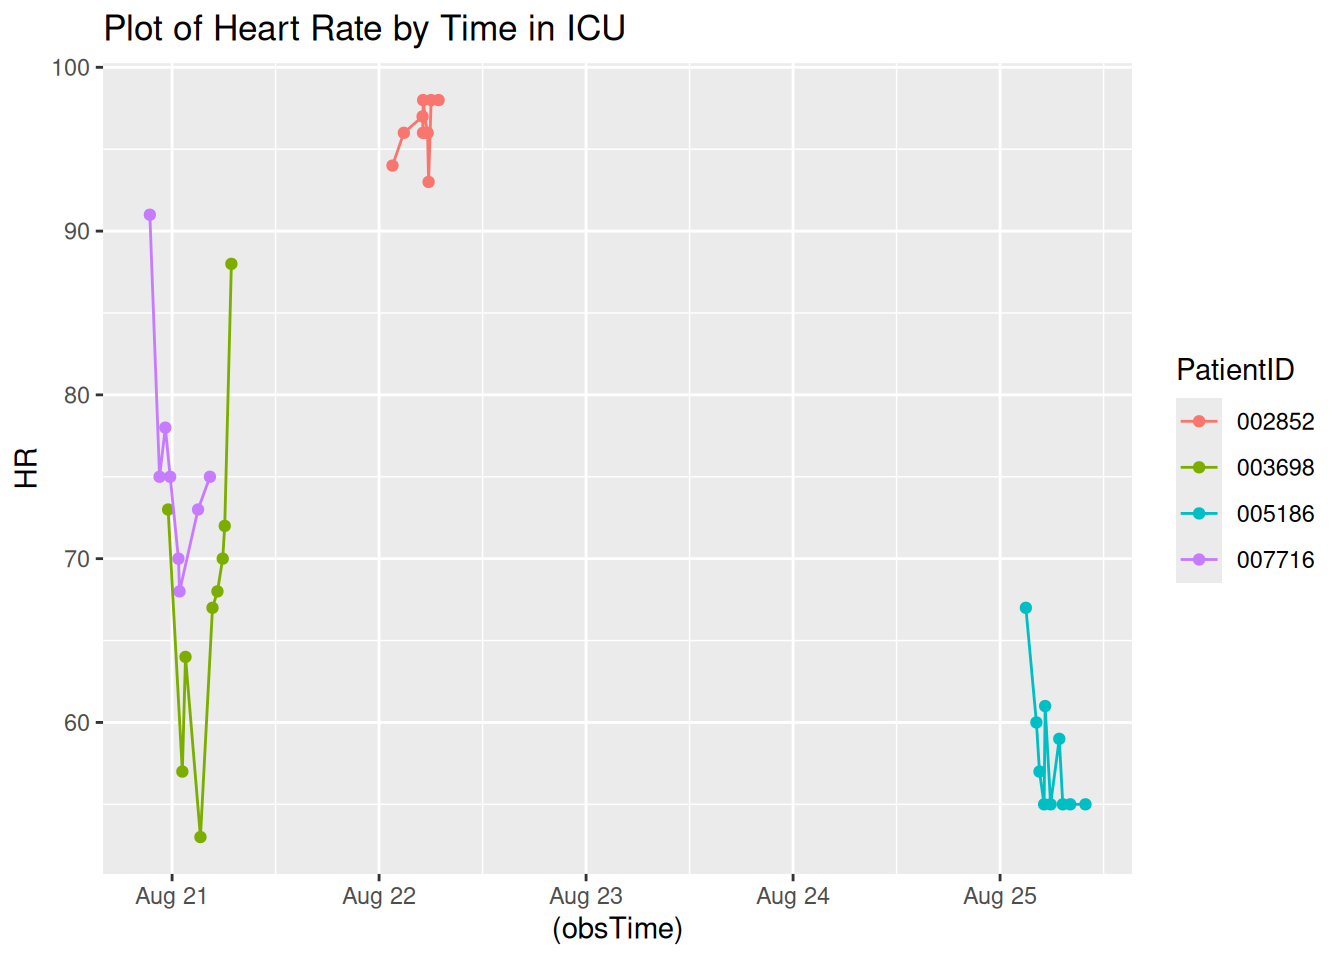 Plot of Heart Rate by Time in ICU
100
90
80
70
60
HR
Aug 21
Aug 22
Aug 23
Aug 24
Aug 25
(obsTime)
PatientID
002852
003698
005186
007716